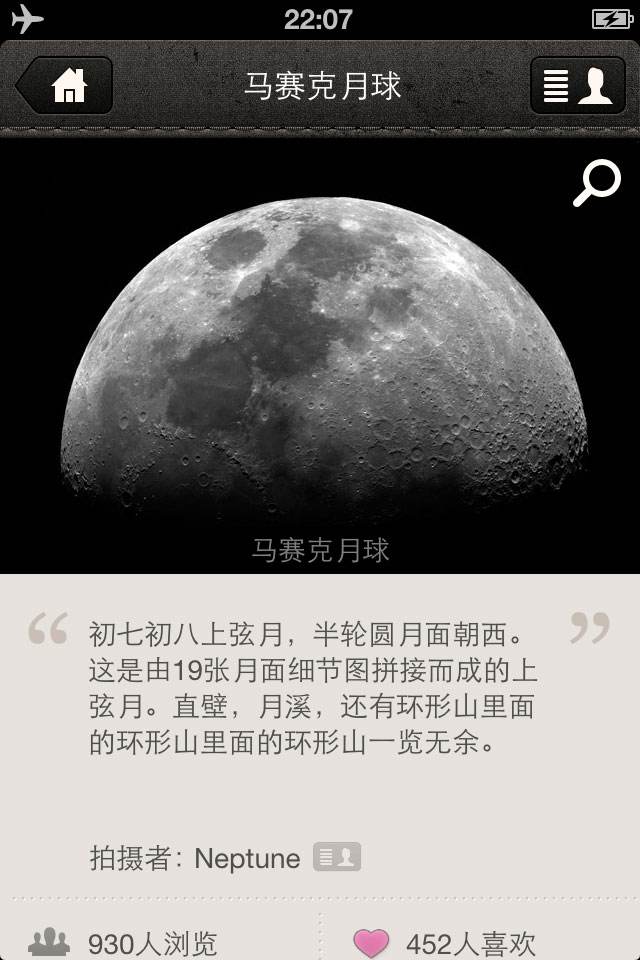 22:07
马赛克月球
马赛克月球
“初七初八上弦月，半轮圆月面朝西。”
这是由19张月面细节图拼接而成的上
弦月。直壁，月溪，还有环形山里面
的环形山里面的环形山一览无余。
拍摄者：Neptune
930人浏览
452人喜欢